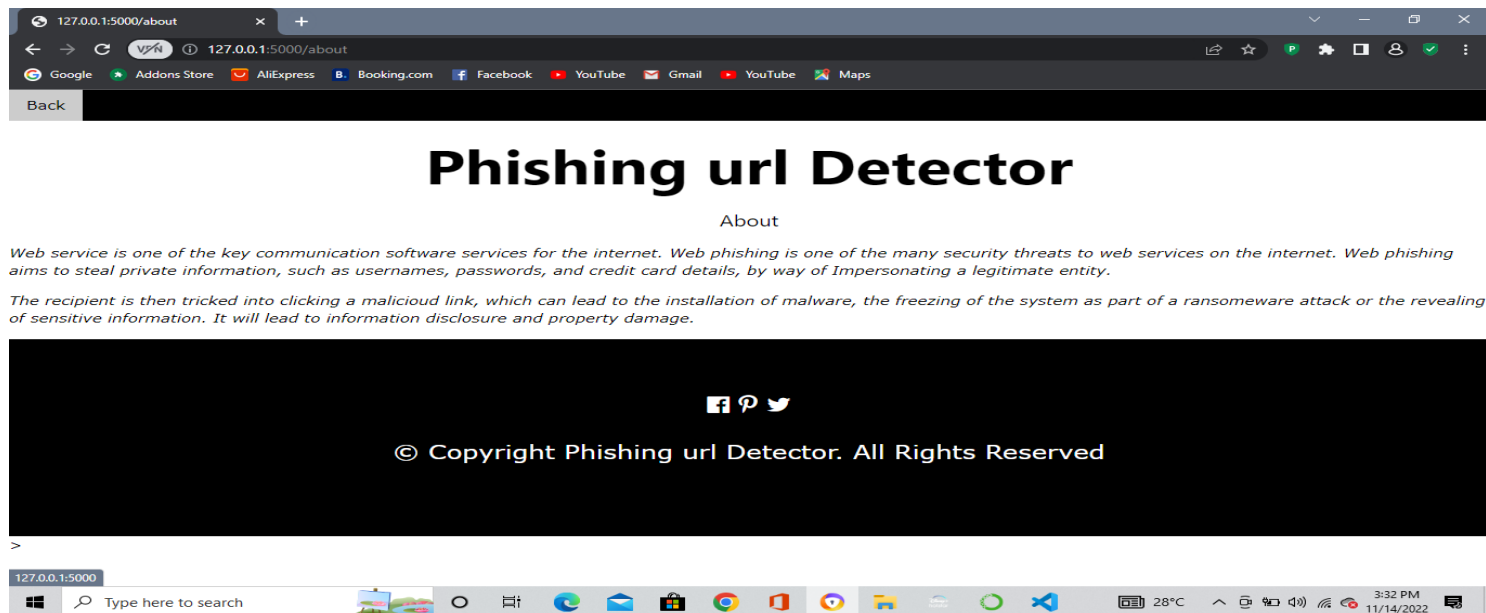 127.0.0.1:5000/about
VPN 127.0.0.1:5000/about
Google Addons Store AliExpress B. Booking.com Facebook YouTube Gmail YouTube Maps
Back
Phishing url Detector
About
Web service is one of the key communication software services for the internet. Web phishing is one of the many security threats to web services on the internet. Web phishing
aims to steal private information, such as usernames, passwords, and credit card details, by way of Impersonating a legitimate entity.
The recipient is then tricked into clicking a malicioud link, which can lead to the installation of malware, the freezing of the system as part of a ransomeware attack or the revealing
of sensitive information. It will lead to information disclosure and property damage.
© Copyright Phishing url Detector. All Rights Reserved
>
127.0.0.1:5000
Type here to search
28°C
3:32 PM
11/14/2022